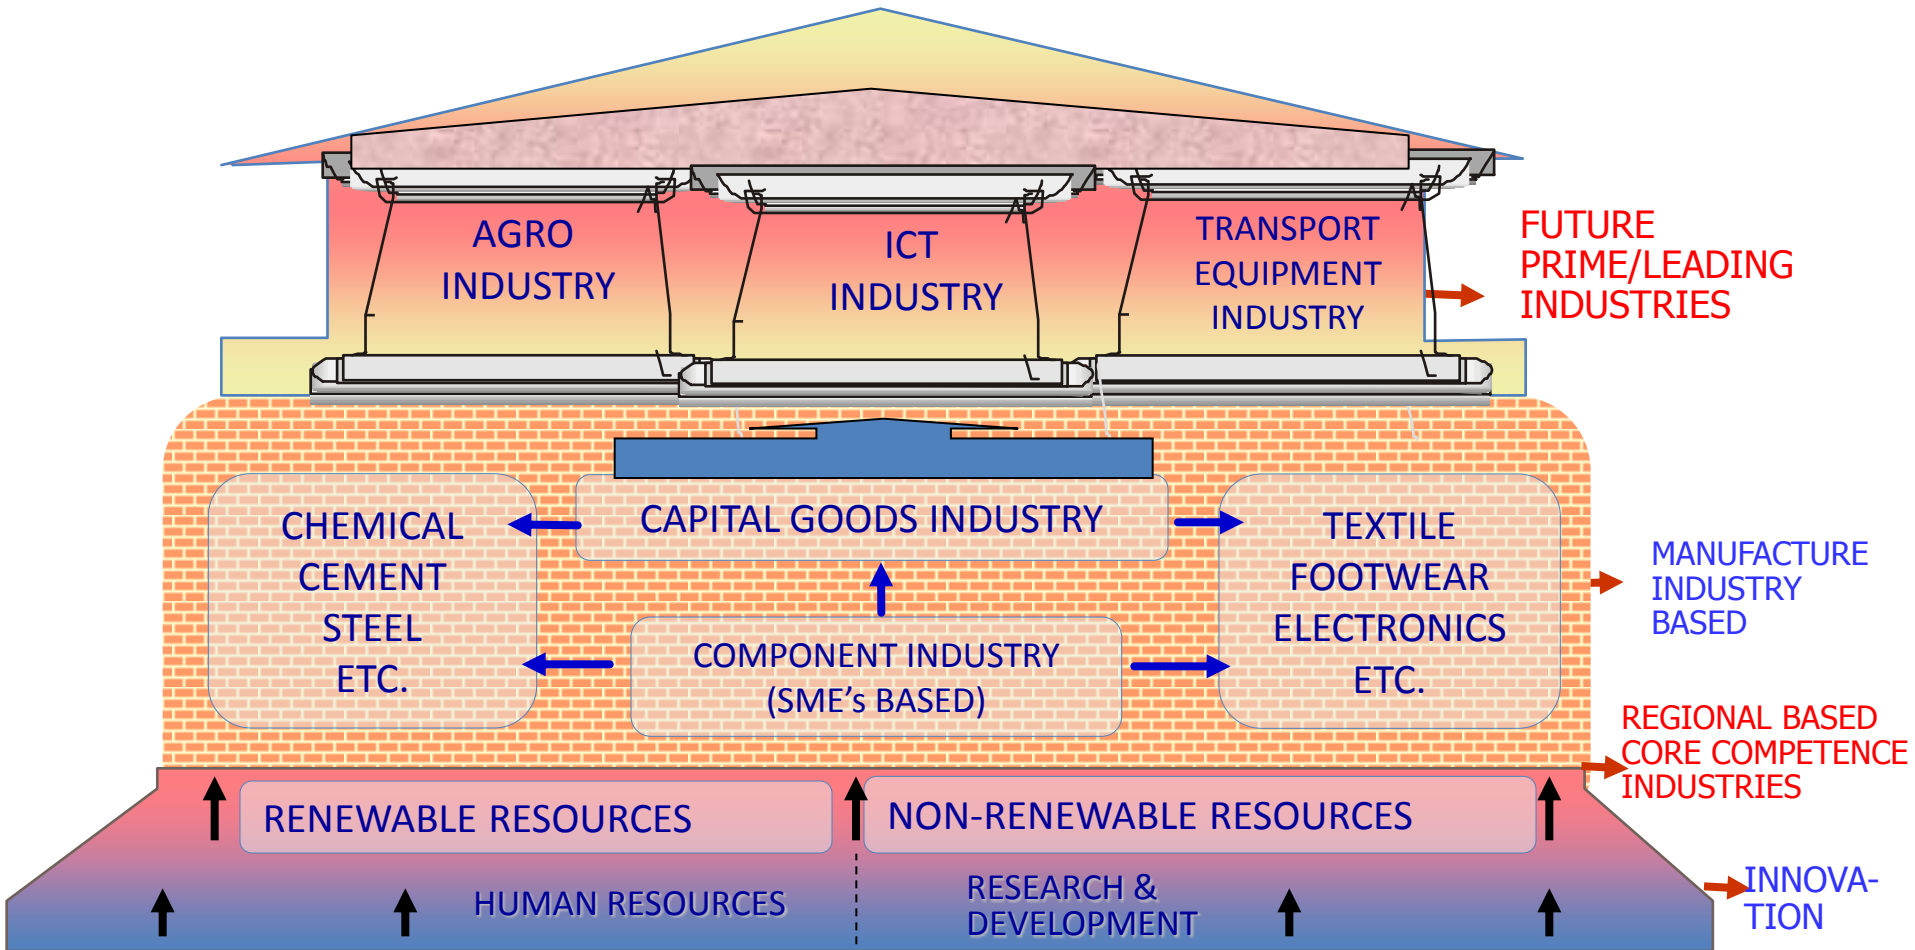 AGRO
INDUSTRY
ICT
INDUSTRY
TRANSPORT
EQUIPMENT
INDUSTRY
FUTURE
PRIME/LEADING
INDUSTRIES
CHEMICAL
CEMENT
STEEL
ETC.
CAPITAL GOODS INDUSTRY
COMPONENT INDUSTRY
(SME's BASED)
TEXTILE
FOOTWEAR
ELECTRONICS
ETC.
MANUFACTURE
INDUSTRY
BASED
REGIONAL BASED
CORE COMPETENCE
INDUSTRIES
RENEWABLE RESOURCES
NON-RENEWABLE RESOURCES
HUMAN RESOURCES
RESEARCH &
DEVELOPMENT
INNOVA-
TION